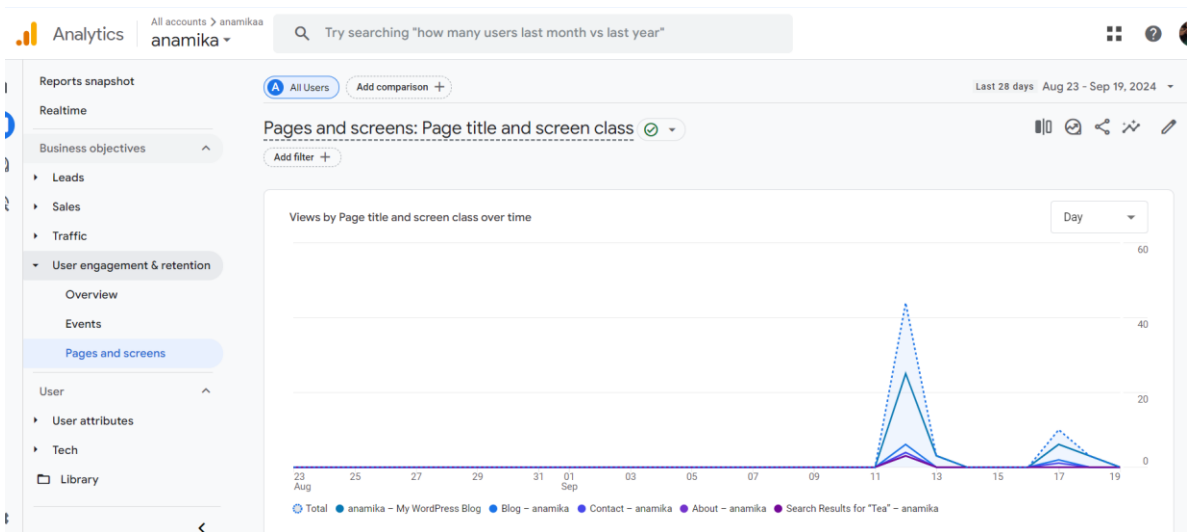 Analytics
All accounts > anamikaa
anamika
Try searching "how many users last month vs last year"
Reports snapshot
Realtime
Business objectives
Leads
Sales
Traffic
User engagement & retention
Overview
Events
Pages and screens
User
User attributes
Tech
Library
A All Users
Add comparison +
Last 28 days Aug 23 - Sep 19, 2024
Pages and screens: Page title and screen class
Add filter +
Views by Page title and screen class over time
Day
60
40
20
0
23 25 27 29 31 01 03 05 07 09 11 13 15 17 19
Aug Sep
Total anamika – My WordPress Blog Blog – anamika Contact – anamika About – anamika Search Results for "Tea" – anamika